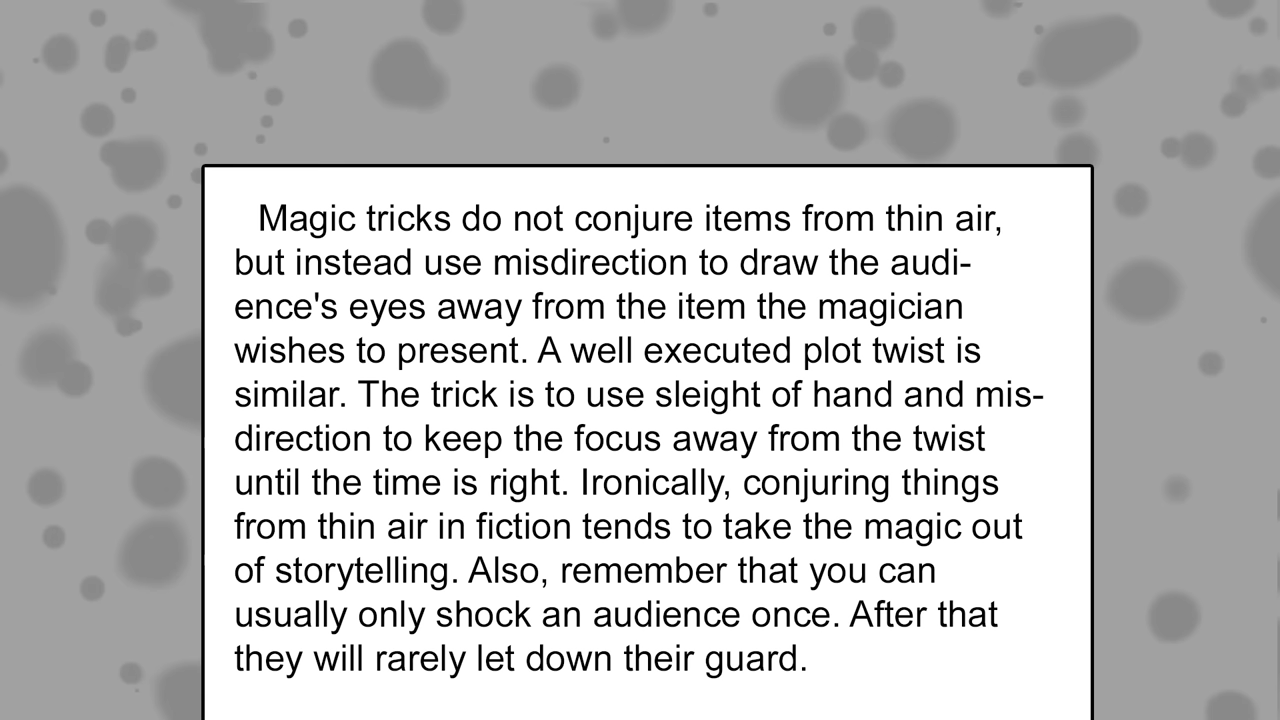 Magic tricks do not conjure items from thin air,
but instead use misdirection to draw the audi-
ence's eyes away from the item the magician
wishes to present. A well executed plot twist is
similar. The trick is to use sleight of hand and mis-
direction to keep the focus away from the twist
until the time is right. Ironically, conjuring things
from thin air in fiction tends to take the magic out
of storytelling. Also, remember that you can
usually only shock an audience once. After that
they will rarely let down their guard.